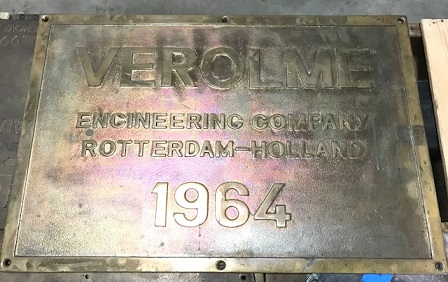 VEROLME
ENGINEERING COMPANY
ROTTERDAM-HOLLAND
1964